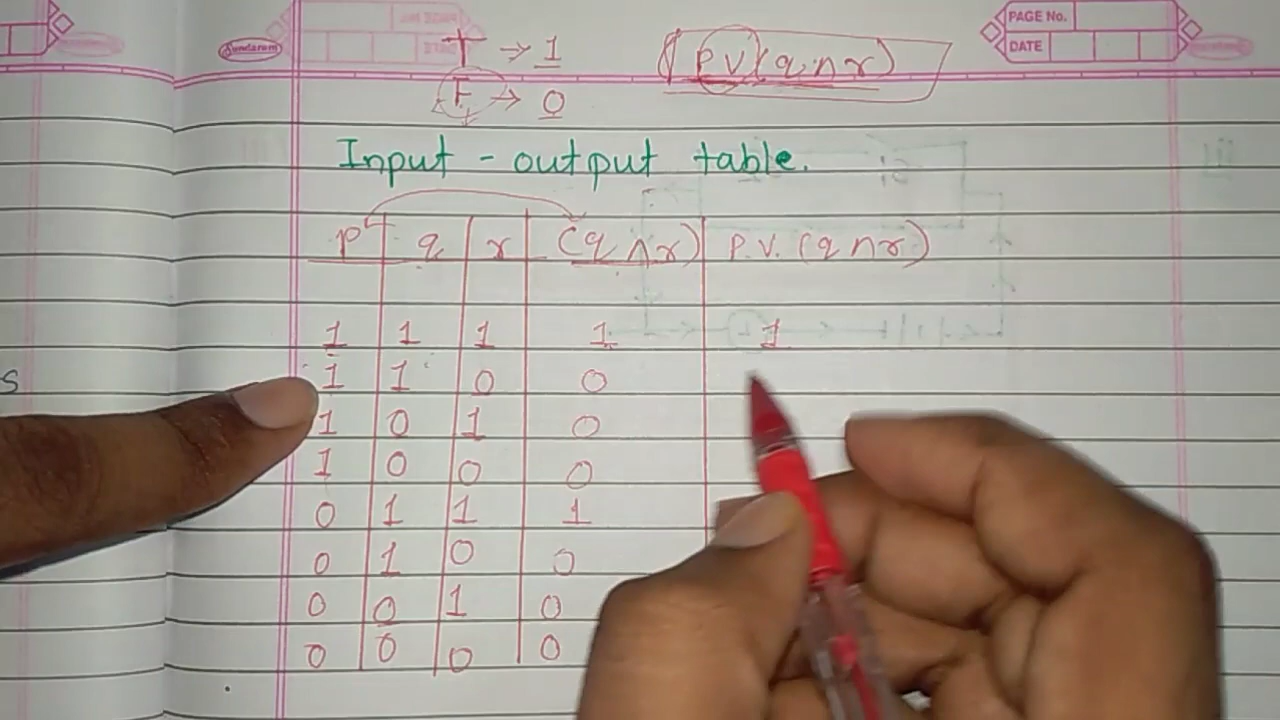 PAGE No.
DATE
Sundaram
T → 1
F → 0
(p ∨ (q ∧ r)
Input - output table.
p q r (q ∧ r) p.∨.(q ∧ r)
1 1 1 1 1
1 1 0 0
1 0 1 0
1 0 0 0
0 1 1 1
0 1 0 0
0 0 1 0
0 0 0 0
s